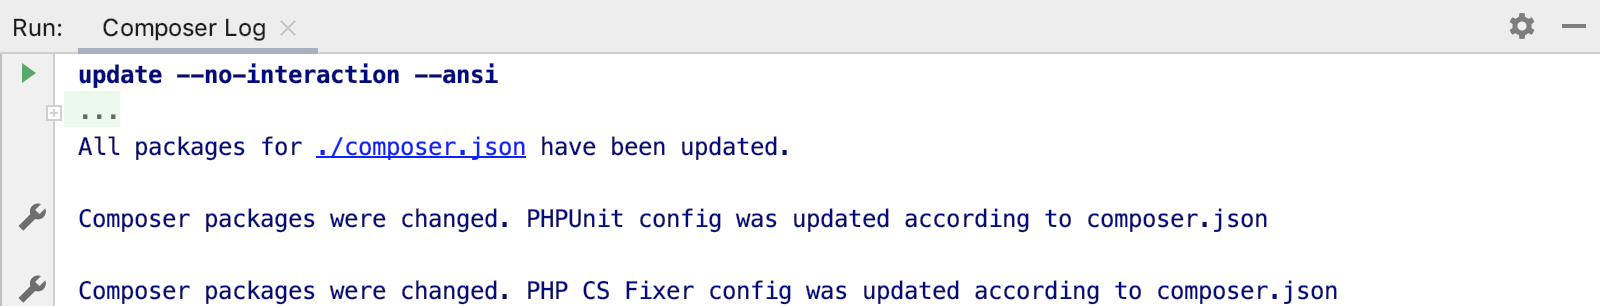 Run: Composer Log
update --no-interaction --ansi
...
All packages for ./composer.json have been updated.
Composer packages were changed. PHPUnit config was updated according to composer.json
Composer packages were changed. PHP CS Fixer config was updated according to composer.json